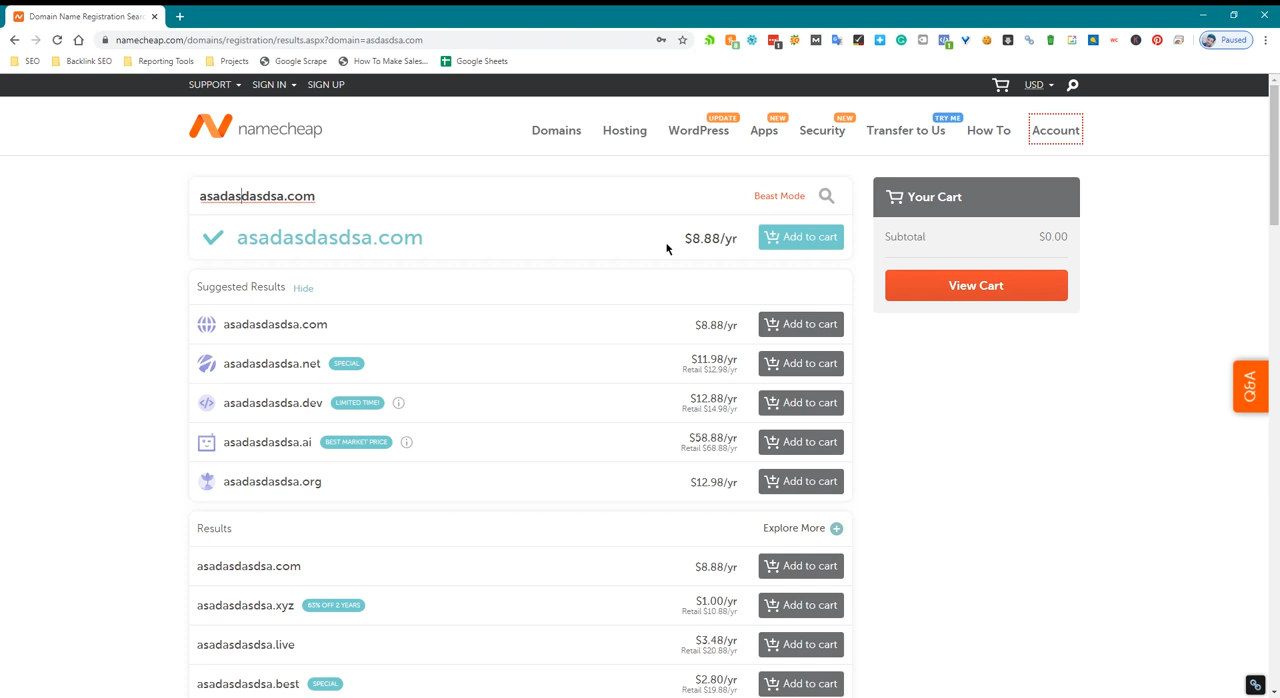 Domain Name Registration Sear
namecheap.com/domains/registration/results.aspx?domain=asdasdsa.com
Paused
SEO Backlink SEO Reporting Tools Projects Google Scrape How To Make Sales... Google Sheets
SUPPORT SIGN IN SIGN UP USD
UPDATE NEW NEW TRY ME
namecheap Domains Hosting WordPress Apps Security Transfer to Us How To Account
asadasdasdsa.com Beast Mode
Your Cart
asadasdasdsa.com $8.88/yr Add to cart
Subtotal $0.00
View Cart
Suggested Results Hide
asadasdasdsa.com $8.88/yr Add to cart
asadasdasdsa.net SPECIAL $11.98/yr Add to cart
Retail $12.98/yr
asadasdasdsa.dev LIMITED TIME! $12.88/yr Add to cart
Retail $14.98/yr
asadasdasdsa.ai BEST MARKET PRICE $58.88/yr Add to cart
Retail $68.88/yr
asadasdasdsa.org $12.98/yr Add to cart
Q&A
Results Explore More
asadasdasdsa.com $8.88/yr Add to cart
asadasdasdsa.xyz 63% OFF 2 YEARS $1.00/yr Add to cart
Retail $10.88/yr
asadasdasdsa.live $3.48/yr Add to cart
Retail $20.88/yr
asadasdasdsa.best SPECIAL $2.80/yr Add to cart
Retail $19.88/yr